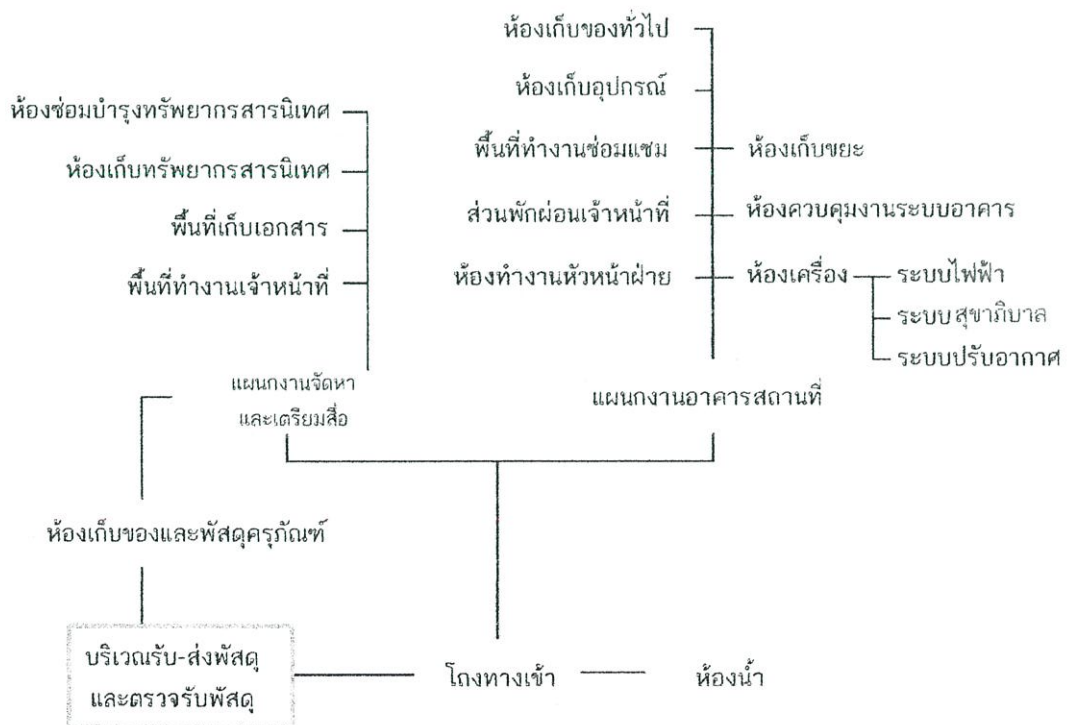 ห้องเก็บของทั่วไป
ห้องเก็บอุปกรณ์
ห้องซ่อมบำรุงทรัพยากรสารนิเทศ
พื้นที่ทำงานซ่อมแซม
ห้องเก็บขยะ
ห้องเก็บทรัพยากรสารนิเทศ
ส่วนพักผ่อนเจ้าหน้าที่
ห้องควบคุมงานระบบอาคาร
พื้นที่เก็บเอกสาร
พื้นที่ทำงานเจ้าหน้าที่
ห้องทำงานหัวหน้าฝ่าย
ห้องเครื่อง
ระบบไฟฟ้า
ระบบสุขาภิบาล
ระบบปรับอากาศ
แผนกงานจัดหา
และเตรียมสื่อ
แผนกงานอาคารสถานที่
ห้องเก็บของและพัสดุครุภัณฑ์
บริเวณรับ-ส่งพัสดุ
และตรวจรับพัสดุ
โถงทางเข้า
ห้องน้ำ